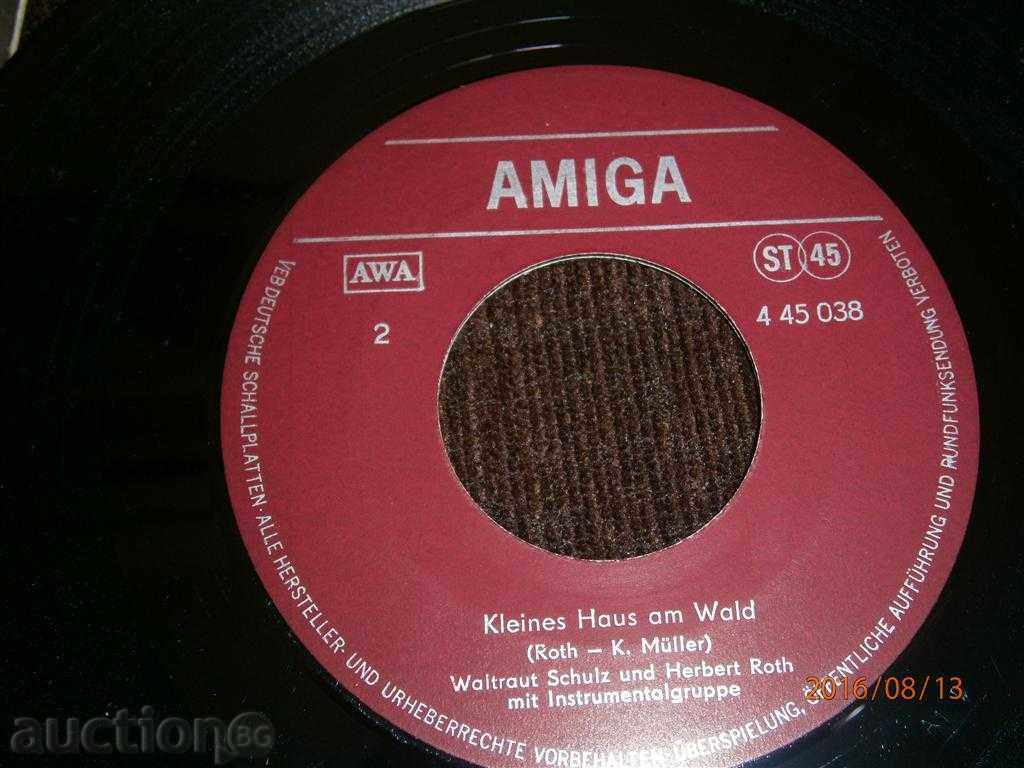 AMIGA
AWA
ST 45
2
4 45 038
Kleines Haus am Wald
(Roth – K. Müller)
Waltraut Schulz und Herbert Roth
mit Instrumentalgruppe
VEB DEUTSCHE SCHALLPLATTEN · ALLE HERSTELLER- UND URHEBERRECHTE VORBEHALTEN · ÜBERSPIELUNG, ÖFFENTLICHE AUFFÜHRUNG UND RUNDFUNKSENDUNG VERBOTEN
2016/08/13
auction BG